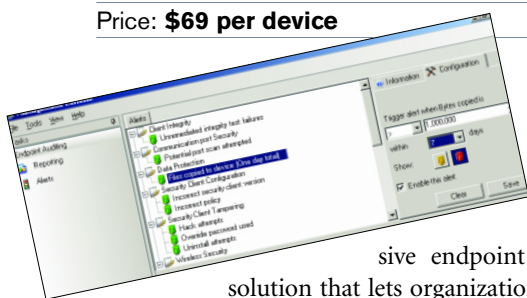 Price: $69 per device
Tools View Help
Endpoint Auditing
Reporting
Alerts
Alerts
Client Integrity
Unremediated integrity test failures
Communication port Security
Potential port scan attempted
Data Protection
Files copied to device (One day total)
Security Client Configuration
Incorrect security client version
Incorrect policy
Security Client Tampering
Hack attempts
Override password used
Uninstall attempts
Wireless Security
Information Configuration
Trigger alert when Bytes copied is
> 1,000,000
within 7 days
Show:
Enable this alert
Clear Save
sive endpoint
solution that lets organizatio